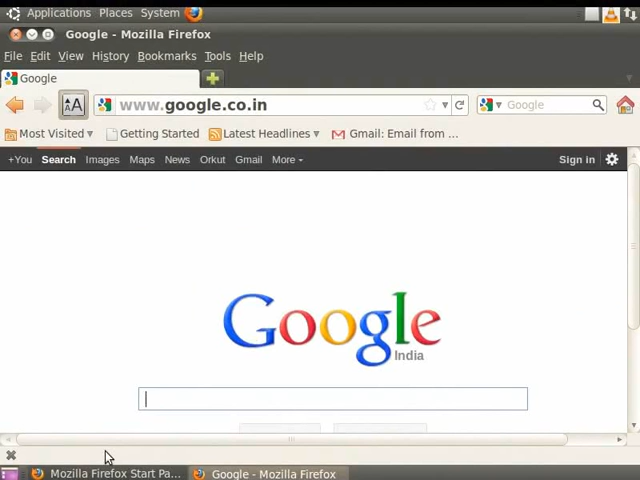 Applications Places System
Google - Mozilla Firefox
File Edit View History Bookmarks Tools Help
Google
AA www.google.co.in Google
Most Visited Getting Started Latest Headlines Gmail: Email from ...
+You Search Images Maps News Orkut Gmail More Sign in
Google
India
Mozilla Firefox Start Pa... Google - Mozilla Firefox